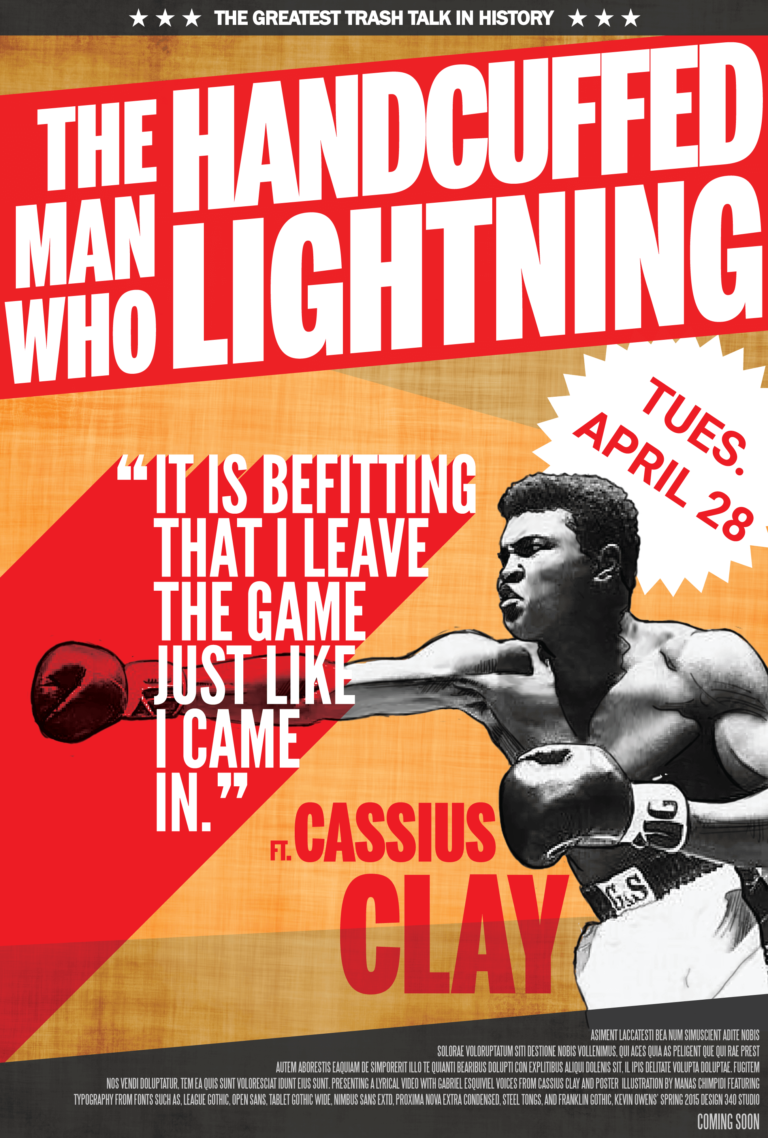 ★ ★ ★ THE GREATEST TRASH TALK IN HISTORY ★ ★ ★
THE MAN WHO
HANDCUFFED
LIGHTNING
TUES.
APRIL 28
“IT IS BEFITTING
THAT I LEAVE
THE GAME
JUST LIKE
I CAME
IN.”
FT. CASSIUS
CLAY
G&S
ASIMENT LACCATESTI BEA NUM SIMUSCIENT ADITE NOBIS
SOLORAE VOLORUPTATUM SITI DESTIONE NOBIS VOLLENIMUS, QUI ACES QUIA AS PELIGENT QUE QUI RAE PREST
AUTEM ABORESTIS EAQUIAM DE SIMPORERIT ILLO TE QUANTI BEARIBUS DOLUPTI CON EXPLITIBUS ALIQUI DOLENIS SIT, IL IPIS DELITATE VOLUPTA DOLUPTAE. FUGITEM
NOS VENDI DOLUPTATUR, TEM EA QUIS SUNT VOLORESCIAT IDUNT EIUS SUNT. PRESENTING A LYRICAL VIDEO WITH GABRIEL ESQUIVIEL VOICES FROM CASSIUS CLAY AND POSTER ILLUSTRATION BY MANAS CHIMPIDI FEATURING
TYPOGRAPHY FROM FONTS SUCH AS, LEAGUE GOTHIC, OPEN SANS, TABLET GOTHIC WIDE, NIMBUS SANS EXTD, PROXIMA NOVA EXTRA CONDENSED, STEEL TONGS, AND FRANKLIN GOTHIC. KEVIN OWENS' SPRING 2015 DESIGN 340 STUDIO
COMING SOON